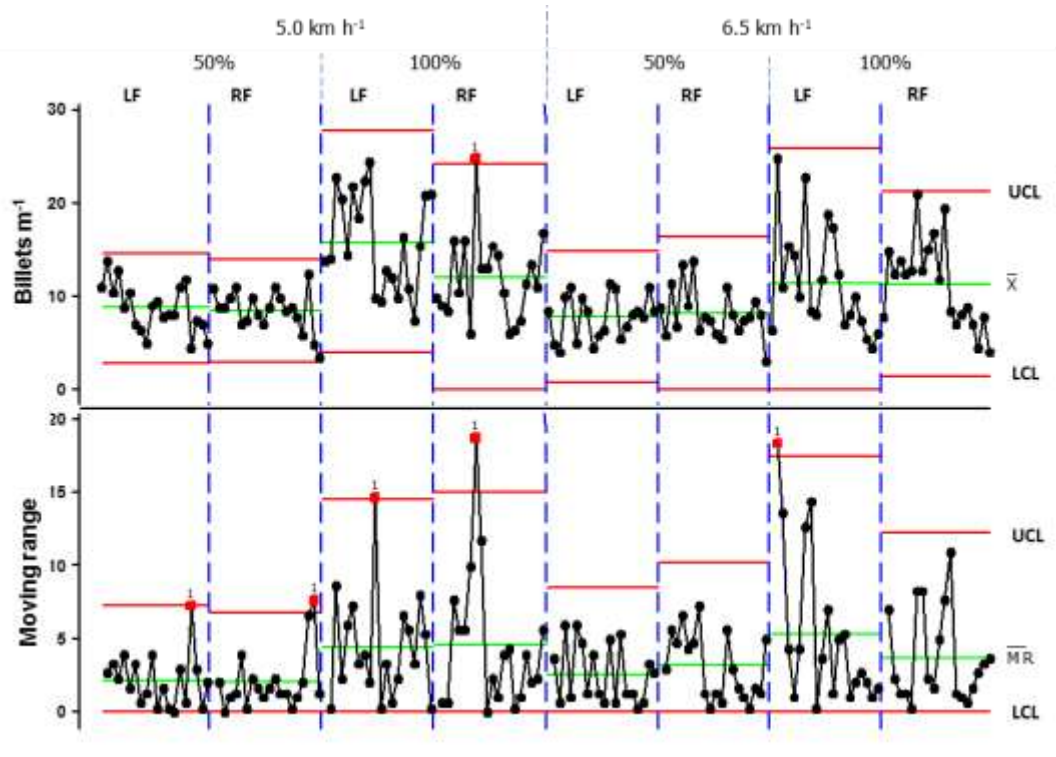 5.0 km h-1 6.5 km h-1
50% 100% 50% 100%
LF RF LF RF LF RF LF RF
30
1
UCL
20
Billets m-1
X̅
10
LCL
0
20
1
1
1
15
UCL
10
Moving range
1
1
5
M̅R̅
0
LCL